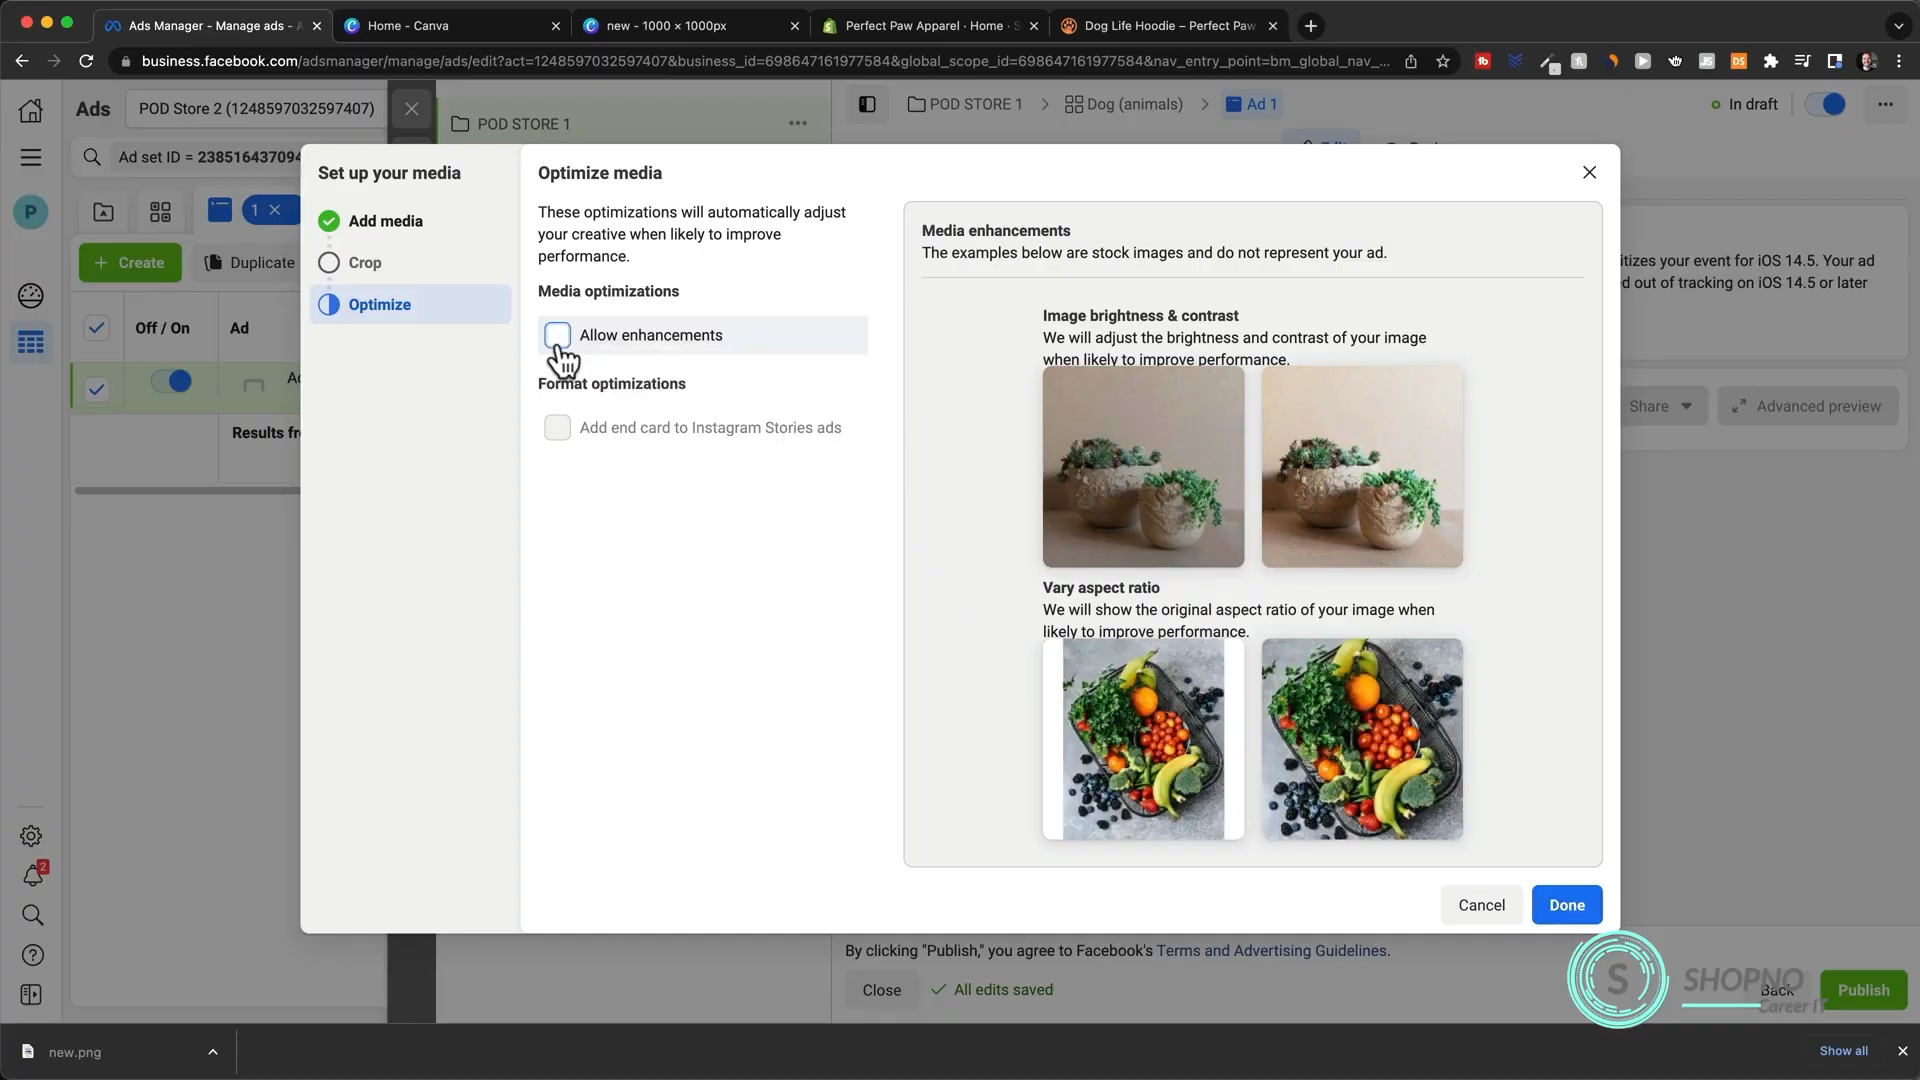 Ads Manager - Manage ads - A
Home - Canva
new - 1000 × 1000px
Perfect Paw Apparel · Home · S
Dog Life Hoodie – Perfect Paw
business.facebook.com/adsmanager/manage/ads/edit?act=1248597032597407&business_id=698647161977584&global_scope_id=698647161977584&nav_entry_point=bm_global_nav_...
Ads
POD Store 2 (1248597032597407)
POD STORE 1
POD STORE 1
Dog (animals)
Ad 1
In draft
Ad set ID = 238516437094
P
1
Create
Duplicate
Off / On
Ad
Results fr
Set up your media
Add media
Crop
Optimize
Optimize media
These optimizations will automatically adjust
your creative when likely to improve
performance.
Media optimizations
Allow enhancements
Format optimizations
Add end card to Instagram Stories ads
Media enhancements
The examples below are stock images and do not represent your ad.
Image brightness & contrast
We will adjust the brightness and contrast of your image
when likely to improve performance.
Vary aspect ratio
We will show the original aspect ratio of your image when
likely to improve performance.
Cancel
Done
itizes your event for iOS 14.5. Your ad
d out of tracking on iOS 14.5 or later
Share
Advanced preview
2
By clicking "Publish," you agree to Facebook's Terms and Advertising Guidelines.
Close
All edits saved
Back
Publish
S
SHOPNO
Career IT
new.png
Show all